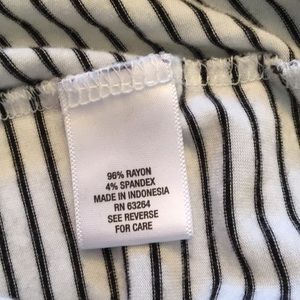 96% RAYON
4% SPANDEX
MADE IN INDONESIA
RN 63264
SEE REVERSE
FOR CARE